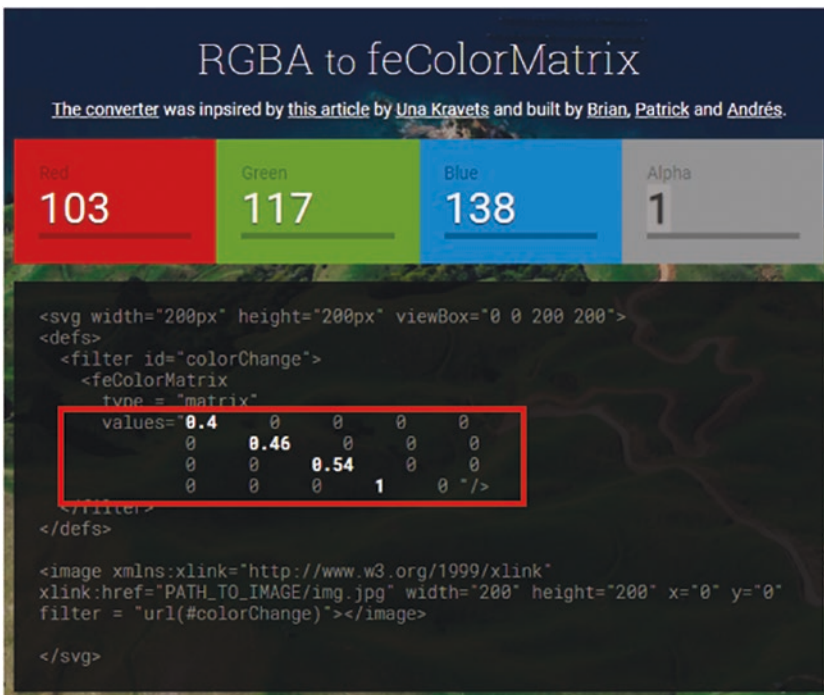 RGBA to feColorMatrix
The converter was inpsired by this article by Una Kravets and built by Brian, Patrick and Andrés.
Red Green Blue Alpha
103 117 138 1
<svg width="200px" height="200px" viewBox="0 0 200 200">
<defs>
<filter id="colorChange">
<feColorMatrix
type = "matrix"
values="0.4 0 0 0 0
0 0.46 0 0 0
0 0 0.54 0 0
0 0 0 1 0 "/>
</filter>
</defs>
<image xmlns:xlink="http://www.w3.org/1999/xlink"
xlink:href="PATH_TO_IMAGE/img.jpg" width="200" height="200" x="0" y="0"
filter = "url(#colorChange)"></image>
</svg>